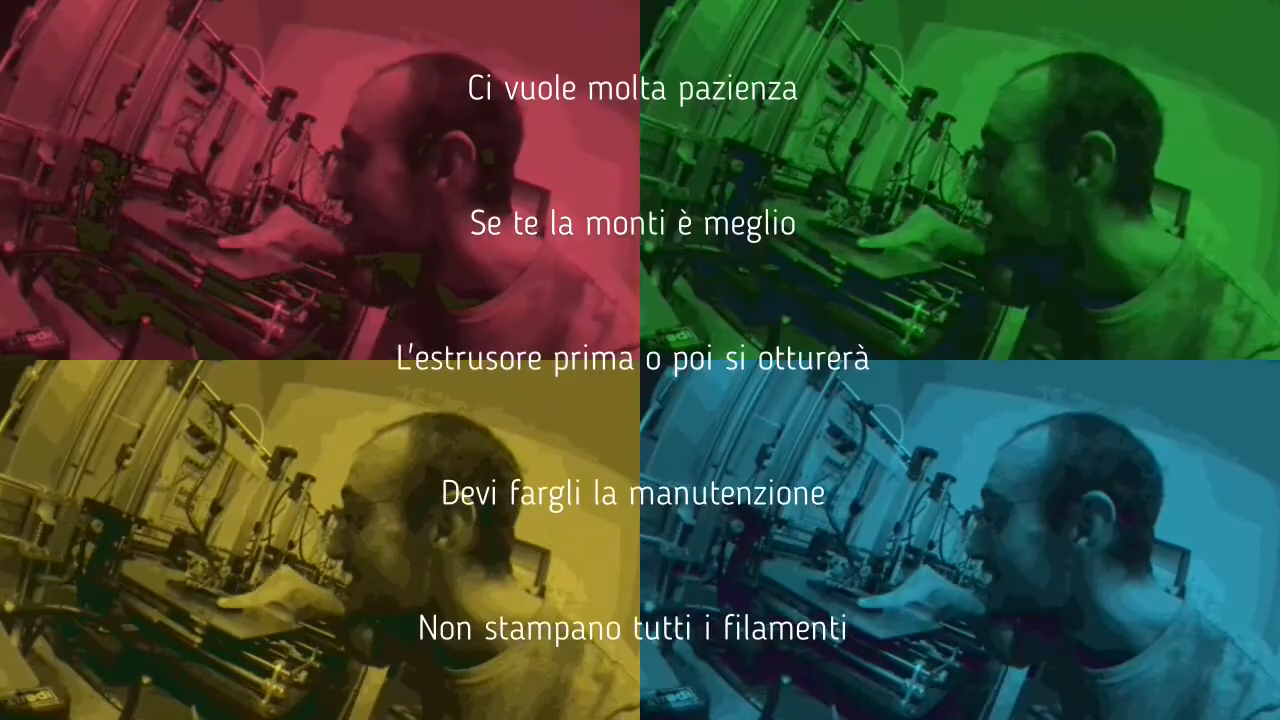 Ci vuole molta pazienza
Se te la monti è meglio
L'estrusore prima o poi si otturerà
Devi fargli la manutenzione
Non stampano tutti i filamenti